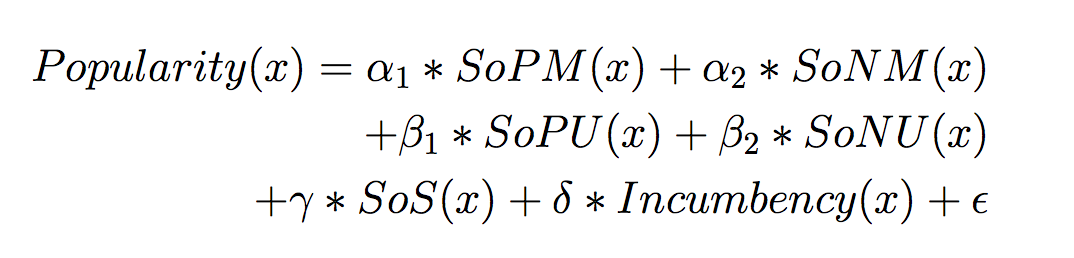 Popularity(x) = α₁ * SoPM(x) + α₂ * SoNM(x)
+β₁ * SoPU(x) + β₂ * SoNU(x)
+γ * SoS(x) + δ * Incumbency(x) + ϵ